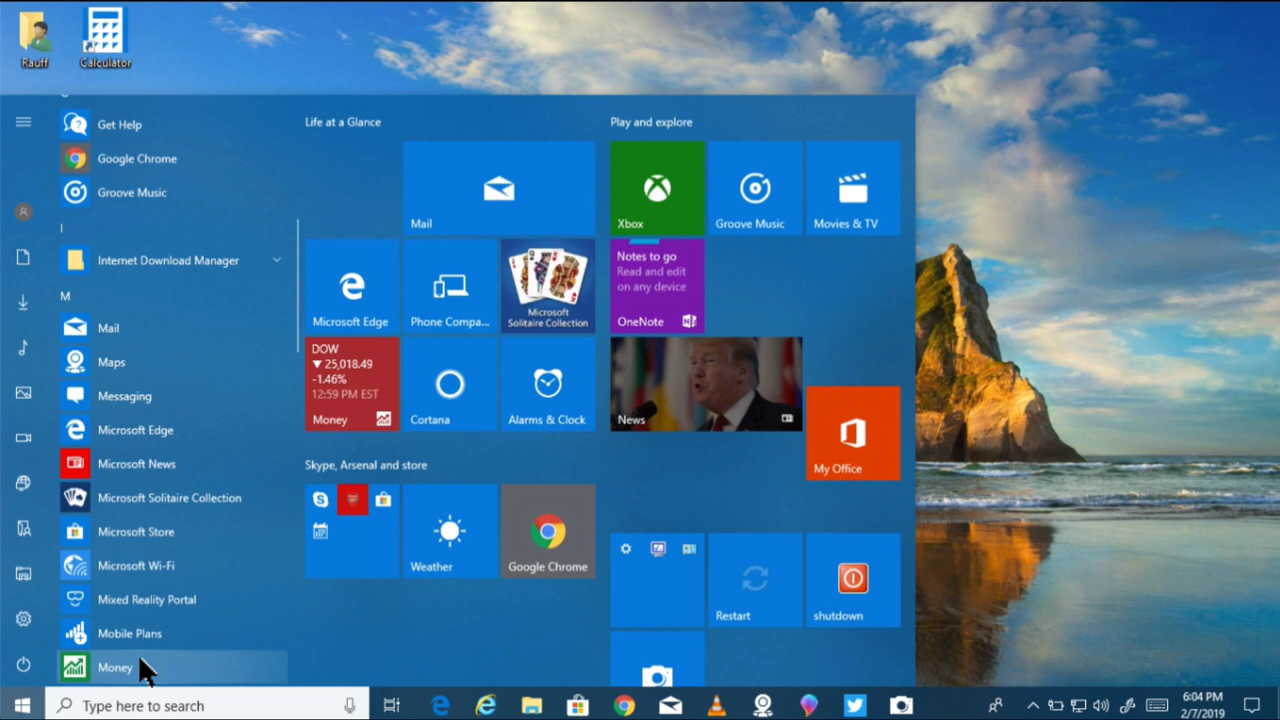 Rauff
Calculator
Get Help
Google Chrome
Groove Music
I
Internet Download Manager
M
Mail
Maps
Messaging
Microsoft Edge
Microsoft News
Microsoft Solitaire Collection
Microsoft Store
Microsoft Wi-Fi
Mixed Reality Portal
Mobile Plans
Money
Life at a Glance
Mail
Microsoft Edge
Phone Compa...
Microsoft
Solitaire Collection
DOW
▼ 25,018.49
-1.46%
12:59 PM EST
Money
Cortana
Alarms & Clock
Skype, Arsenal and store
Weather
Google Chrome
Play and explore
Xbox
Groove Music
Movies & TV
Notes to go
Read and edit
on any device
OneNote
News
My Office
Restart
shutdown
Type here to search
6:04 PM
2/7/2019